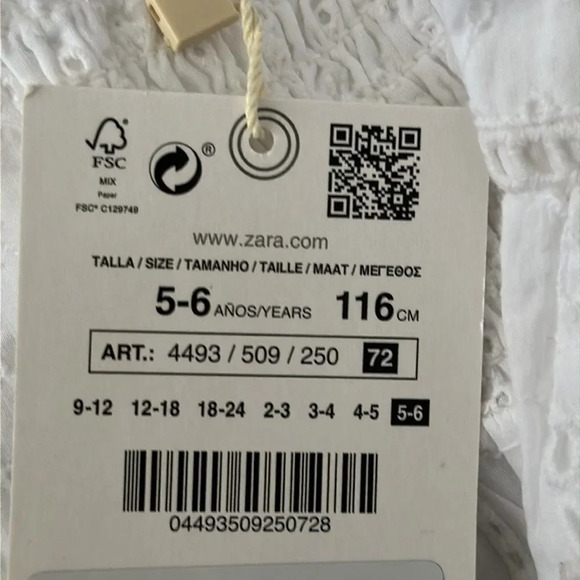 FSC
MIX
Paper
FSC® C129749
®
www.zara.com
TALLA / SIZE / TAMANHO / TAILLE / MAAT / ΜΕΓΕΘΟΣ
5-6 AÑOS/YEARS 116 CM
ART.: 4493 / 509 / 250 72
9-12 12-18 18-24 2-3 3-4 4-5 5-6
04493509250728